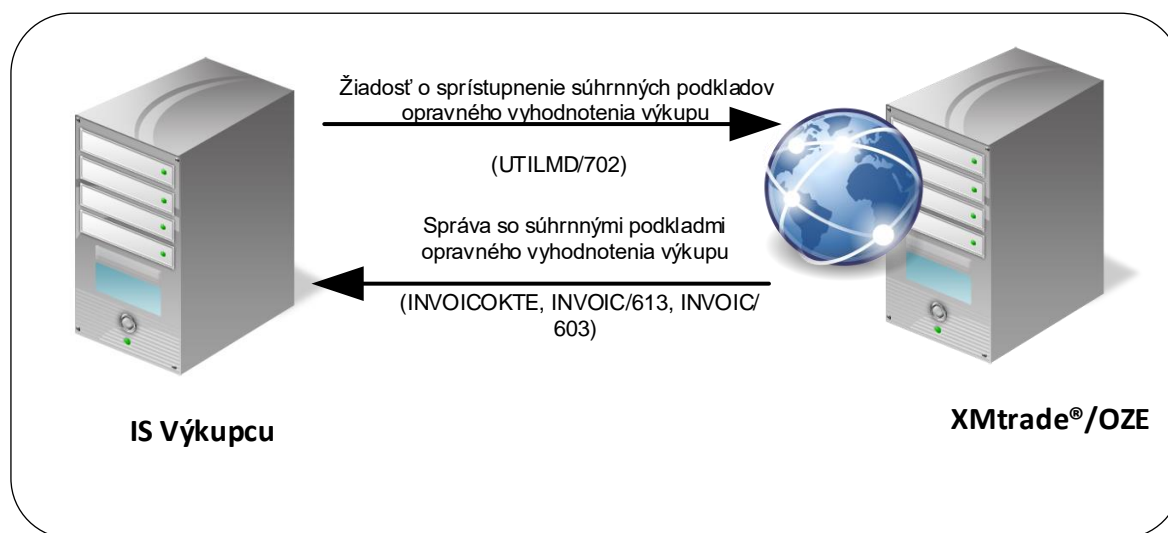 Žiadosť o sprístupnenie súhrnných podkladov
opravného vyhodnotenia výkupu
(UTILMD/702)
Správa so súhrnnými podkladmi
opravného vyhodnotenia výkupu
(INVOICOKTE, INVOIC/613, INVOIC/
603)
IS Výkupcu
XMtrade®/OZE